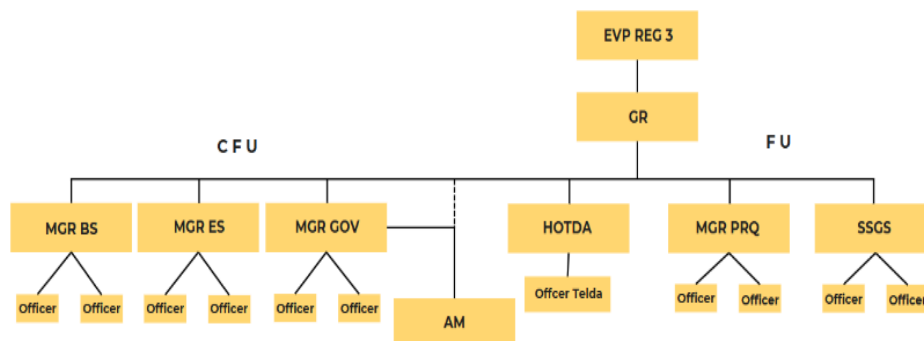 EVP REG 3
GR
C F U
F U
MGR BS
MGR ES
MGR GOV
HOTDA
MGR PRQ
SSGS
Officer
Officer
Officer
Officer
Officer
Officer
Offcer Telda
Officer
Officer
Officer
Officer
AM